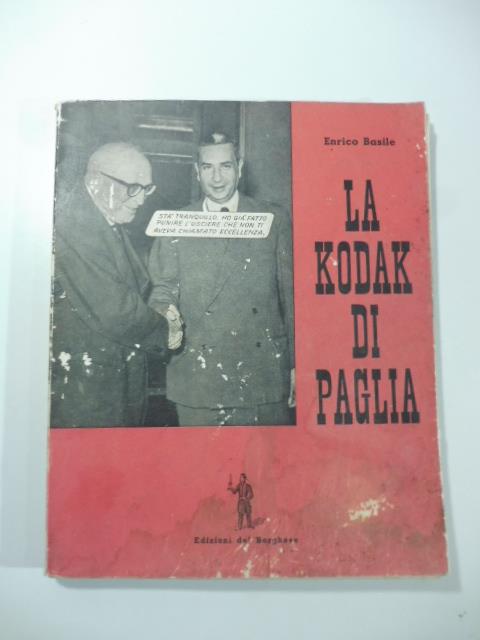 Enrico Basile
LA
KODAK
DI
PAGLIA
STA' TRANQUILLO. HO GIÀ FATTO
PUNIRE L'USCIERE CHE NON TI
AVEVA CHIAMATO ECCELLENZA.
Edizioni del Borghese